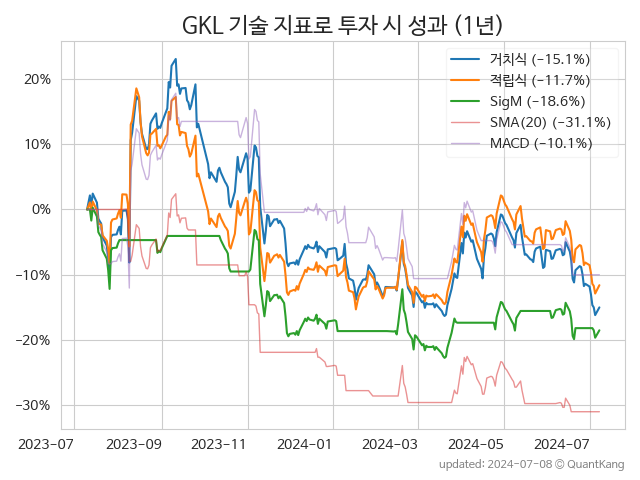 GKL 기술 지표로 투자 시 성과 (1년)
거치식 (−15.1%)
적립식 (−11.7%)
SigM (−18.6%)
SMA(20) (−31.1%)
MACD (−10.1%)
20%
10%
0%
−10%
−20%
−30%
2023-07 2023-09 2023-11 2024-01 2024-03 2024-05 2024-07
updated: 2024-07-08 ⓒ QuantKang